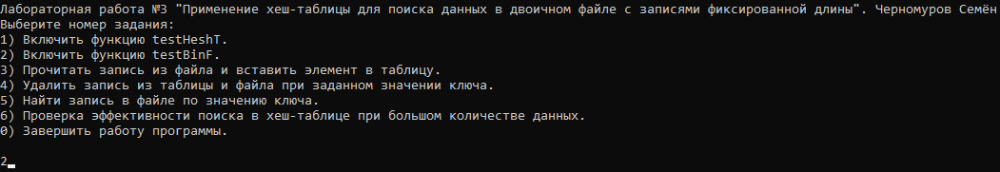 Лабораторная работа №3 "Применение хеш-таблицы для поиска данных в двоичном файле с записями фиксированной длины". Черномуров Семён
Выберите номер задания:
1) Включить функцию testHeshT.
2) Включить функцию testBinF.
3) Прочитать запись из файла и вставить элемент в таблицу.
4) Удалить запись из таблицы и файла при заданном значении ключа.
5) Найти запись в файле по значению ключа.
6) Проверка эффективности поиска в хеш-таблице при большом количестве данных.
0) Завершить работу программы.
2